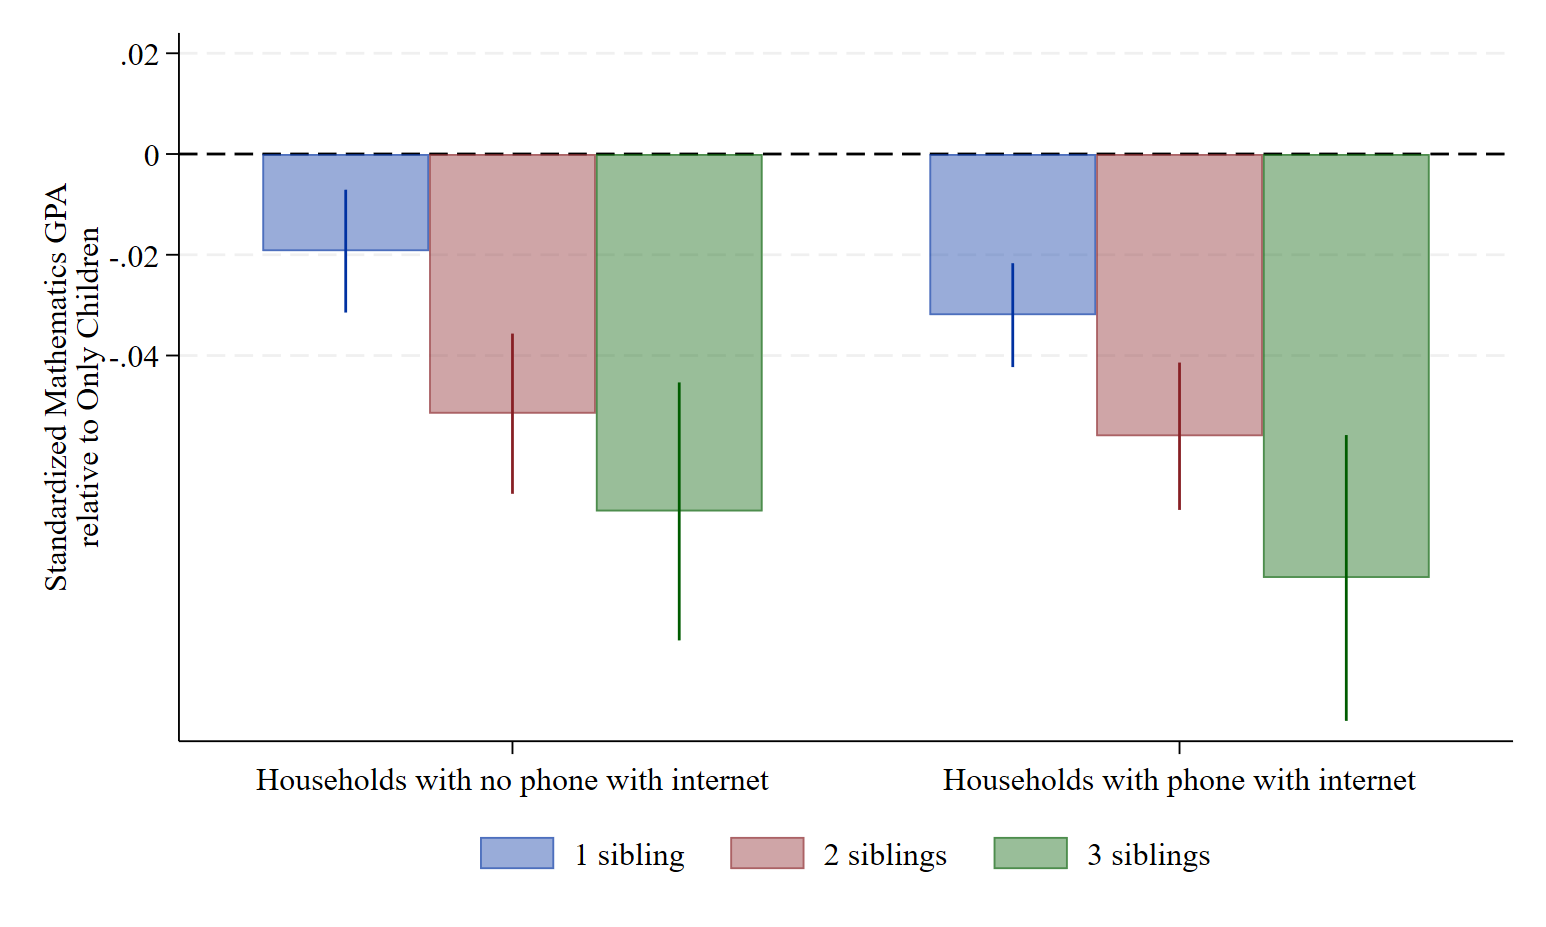 Standardized Mathematics GPA
relative to Only Children
.02
0
-.02
-.04
Households with no phone with internet
Households with phone with internet
1 sibling
2 siblings
3 siblings